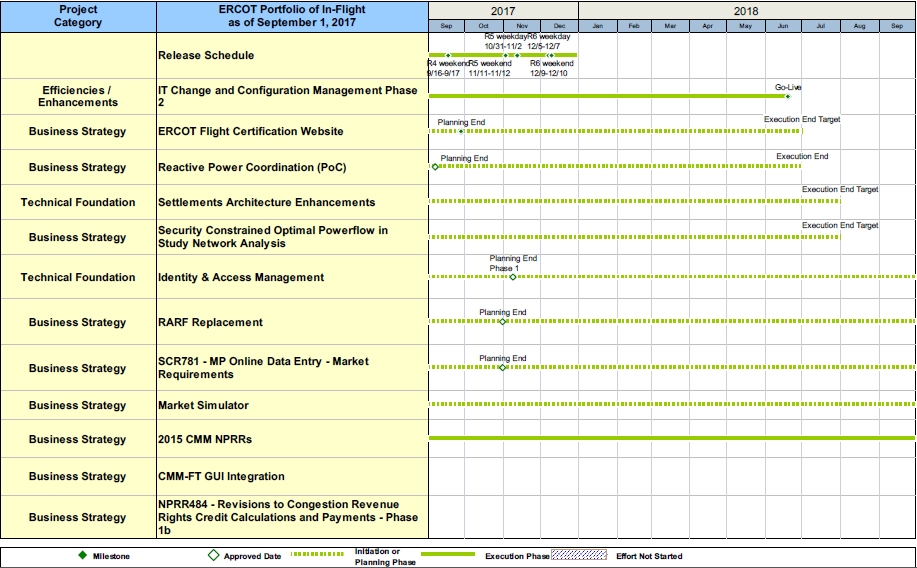 Project
Category
ERCOT Portfolio of In-Flight
as of September 1, 2017
2017
2018
Sep Oct Nov Dec Jan Feb Mar Apr May Jun Jul Aug Sep
Release Schedule
R5 weekday R6 weekday
10/31-11/2 12/5-12/7
R4 weekend R5 weekend R6 weekend
9/16-9/17 11/11-11/12 12/9-12/10
Efficiencies /
Enhancements
IT Change and Configuration Management Phase
2
Go-Live
Business Strategy
ERCOT Flight Certification Website
Planning End
Execution End Target
Business Strategy
Reactive Power Coordination (PoC)
Planning End
Execution End
Technical Foundation
Settlements Architecture Enhancements
Execution End Target
Business Strategy
Security Constrained Optimal Powerflow in
Study Network Analysis
Execution End Target
Technical Foundation
Identity & Access Management
Planning End
Phase 1
Business Strategy
RARF Replacement
Planning End
Business Strategy
SCR781 - MP Online Data Entry - Market
Requirements
Planning End
Business Strategy
Market Simulator
Business Strategy
2015 CMM NPRRs
Business Strategy
CMM-FT GUI Integration
Business Strategy
NPRR484 - Revisions to Congestion Revenue
Rights Credit Calculations and Payments - Phase
1b
Milestone
Approved Date
Initiation or
Planning Phase
Execution Phase
Effort Not Started